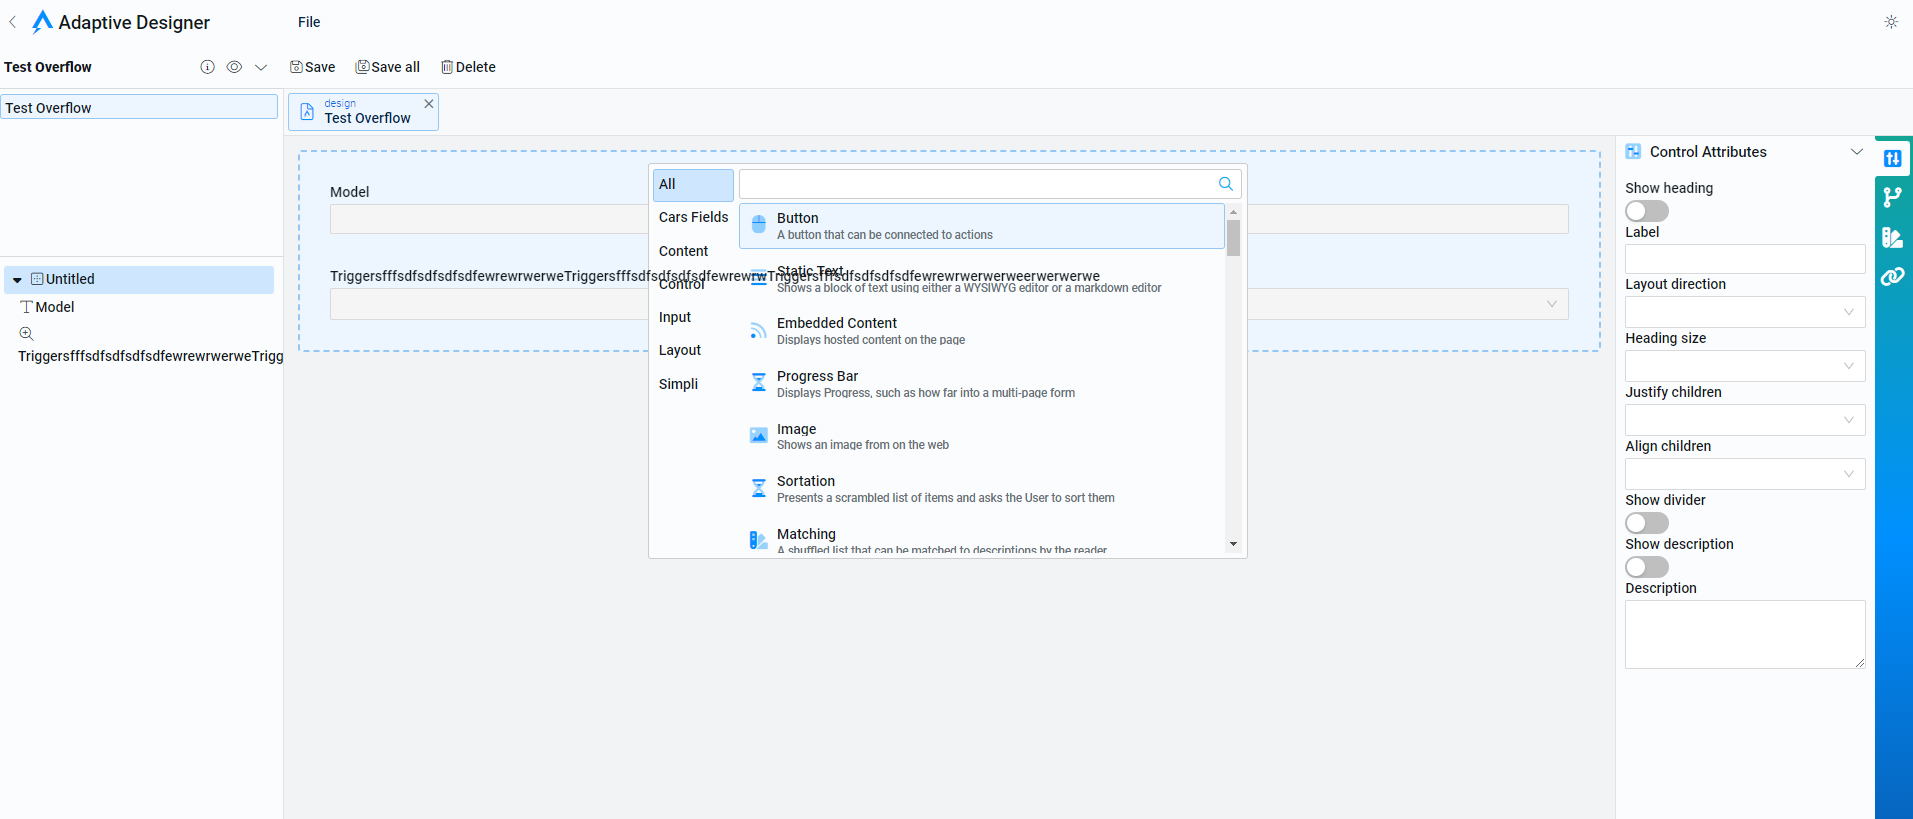 Adaptive Designer
File
Test Overflow
Save
Save all
Delete
Test Overflow
design
Test Overflow
Untitled
Model
TriggersfffsdfsdfsdfsdfewrewrwerweTrigg
Model
All
Cars Fields
Content
Control
Input
Layout
Simpli
Button
A button that can be connected to actions
Static Text
Shows a block of text using either a WYSIWYG editor or a markdown editor
Embedded Content
Displays hosted content on the page
Progress Bar
Displays Progress, such as how far into a multi-page form
Image
Shows an image from on the web
Sortation
Presents a scrambled list of items and asks the User to sort them
Matching
A shuffled list that can be matched to descriptions by the reader
Control Attributes
Show heading
Label
Layout direction
Heading size
Justify children
Align children
Show divider
Show description
Description